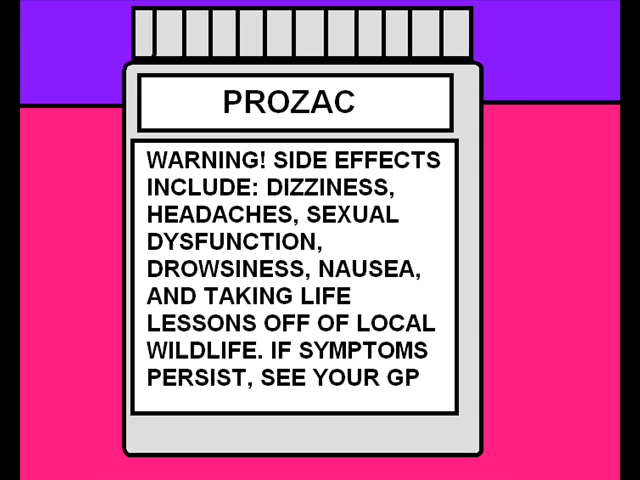 PROZAC
WARNING! SIDE EFFECTS
INCLUDE: DIZZINESS,
HEADACHES, SEXUAL
DYSFUNCTION,
DROWSINESS, NAUSEA,
AND TAKING LIFE
LESSONS OFF OF LOCAL
WILDLIFE. IF SYMPTOMS
PERSIST, SEE YOUR GP